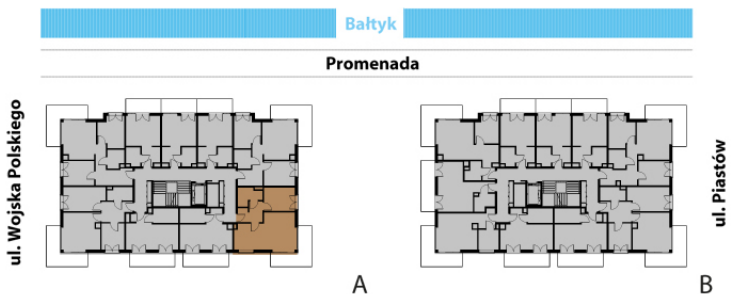 Bałtyk
Promenada
ul. Wojska Polskiego
ul. Piastów
A
B